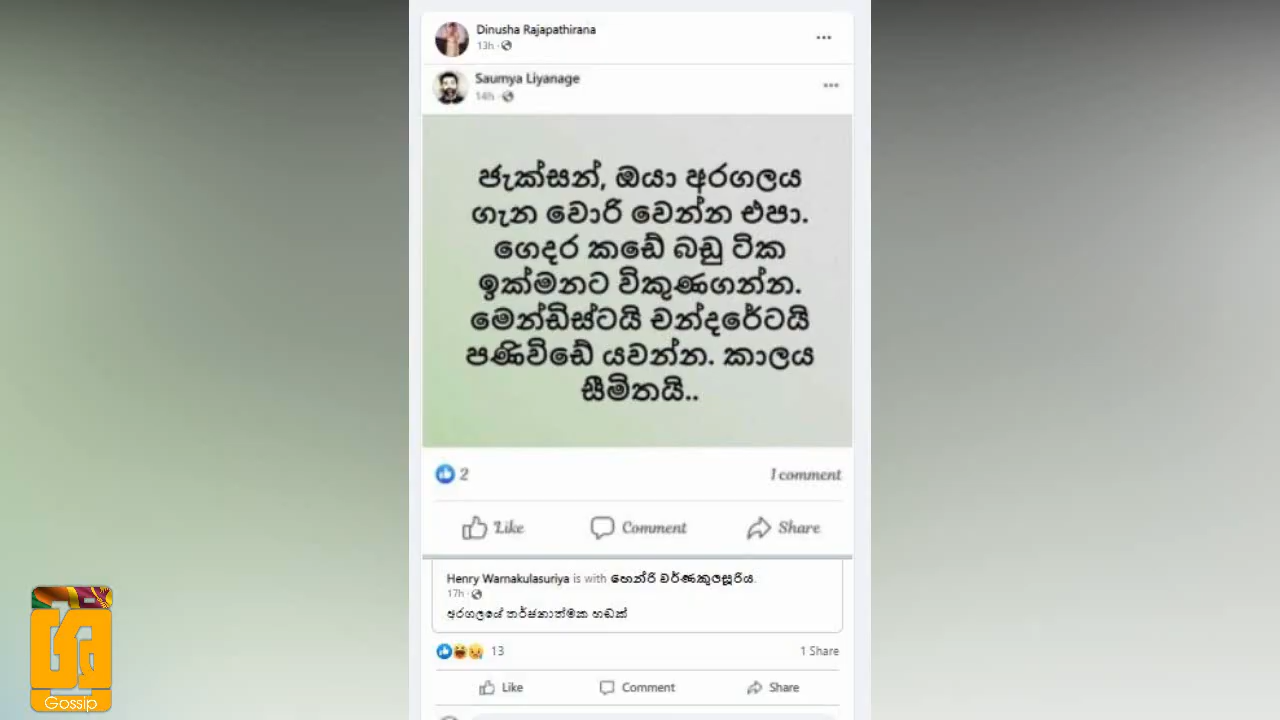 Dinusha Rajapathirana
13h
Saumya Liyanage
14h
ජැක්සන්, ඔයා අරගලය
ගැන වොරි වෙන්න එපා.
ගෙදර කඩේ බඩු ටික
ඉක්මනට විකුණගන්න.
මෙන්ඩිස්ටයි චන්දරේටයි
පණිවිඩේ යවන්න. කාලය
සීමිතයි..
2 1 comment
Like Comment Share
Henry Warnakulasuriya is with හෙන්රි වර්ණකුලසූරිය.
17h
අරගලයේ තර්ජනාත්මක හඬක්
13 1 Share
Like Comment Share
Gossip